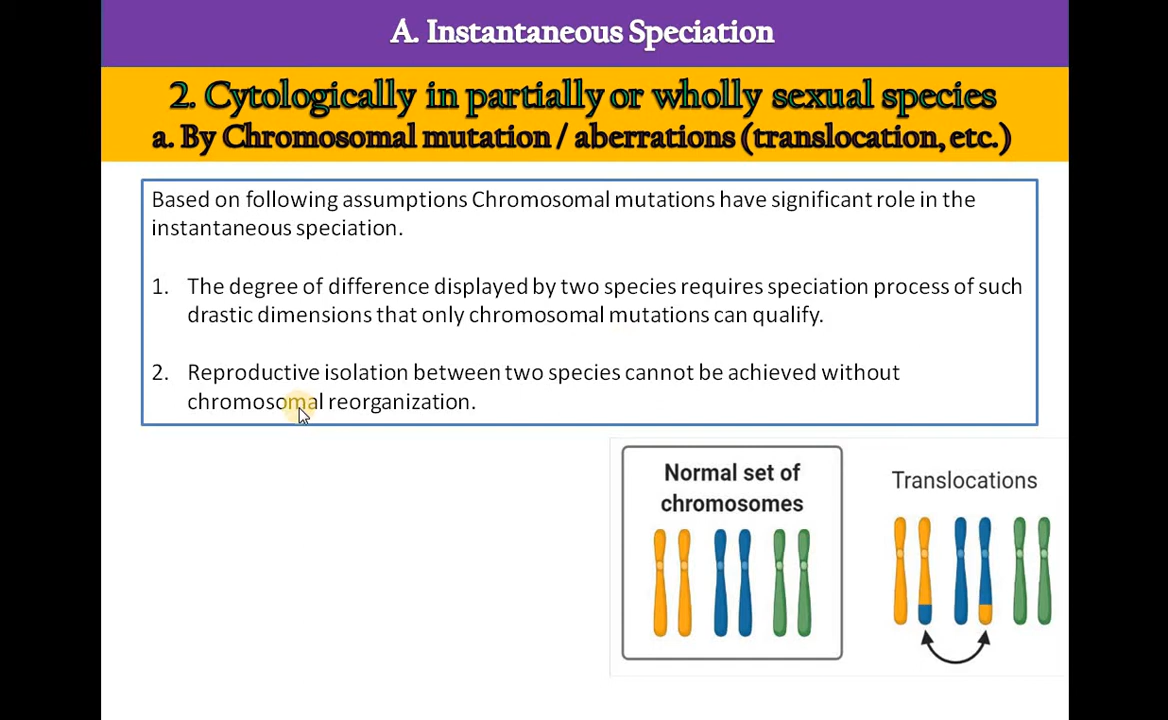 A. Instantaneous Speciation
2. Cytologically in partially or wholly sexual species
a. By Chromosomal mutation / aberrations (translocation, etc.)
Based on following assumptions Chromosomal mutations have significant role in the
instantaneous speciation.
1. The degree of difference displayed by two species requires speciation process of such
drastic dimensions that only chromosomal mutations can qualify.
2. Reproductive isolation between two species cannot be achieved without
chromosomal reorganization.
Normal set of
chromosomes
Translocations